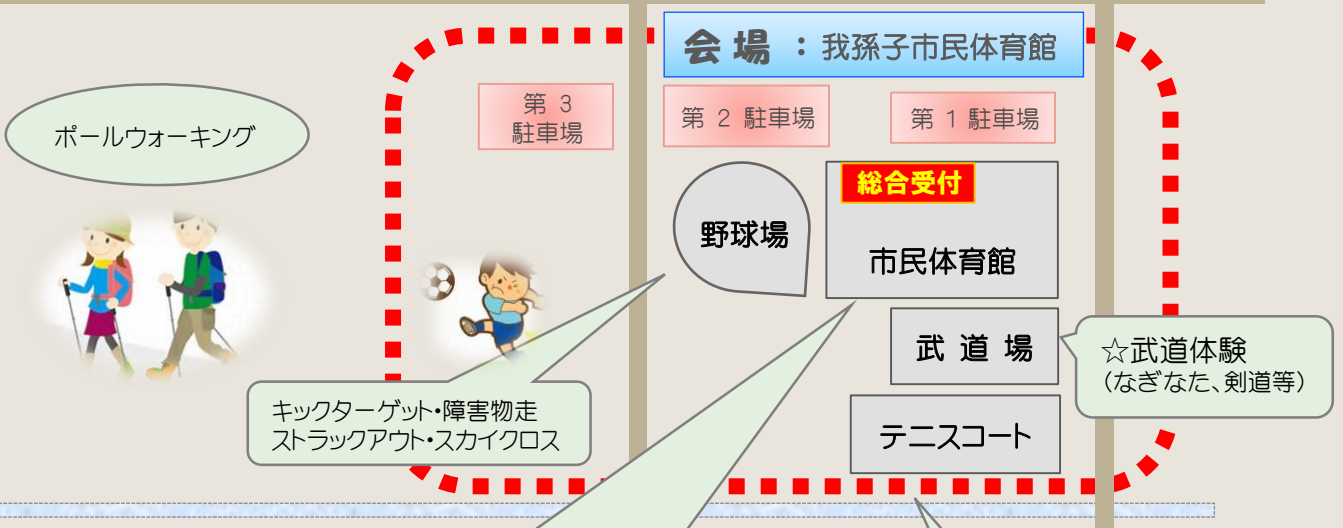 会場：我孫子市民体育館
第 3
駐車場
第 2 駐車場
第 1 駐車場
ポールウォーキング
総合受付
野球場
市民体育館
武 道 場
☆武道体験
（なぎなた、剣道等）
キックターゲット・障害物走
ストラックアウト・スカイクロス
テニスコート